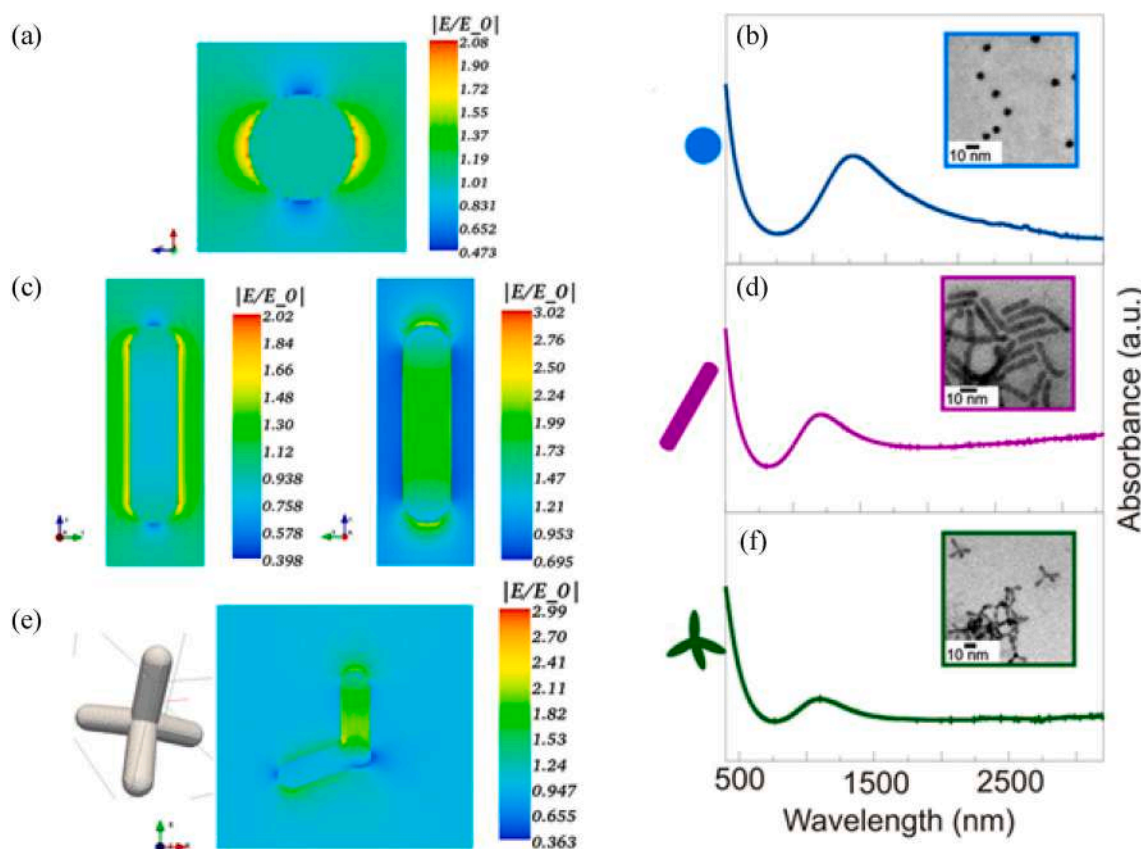 (a)
|E/E_0|
2.08
1.90
1.72
1.55
1.37
1.19
1.01
0.831
0.652
0.473
(b)
10 nm
(c)
|E/E_0|
2.02
1.84
1.66
1.48
1.30
1.12
0.938
0.758
0.578
0.398
|E/E_0|
3.02
2.76
2.50
2.24
1.99
1.73
1.47
1.21
0.953
0.695
(d)
10 nm
(e)
|E/E_0|
2.99
2.70
2.41
2.11
1.82
1.53
1.24
0.947
0.655
0.363
(f)
10 nm
500 1500 2500
Wavelength (nm)
Absorbance (a.u.)